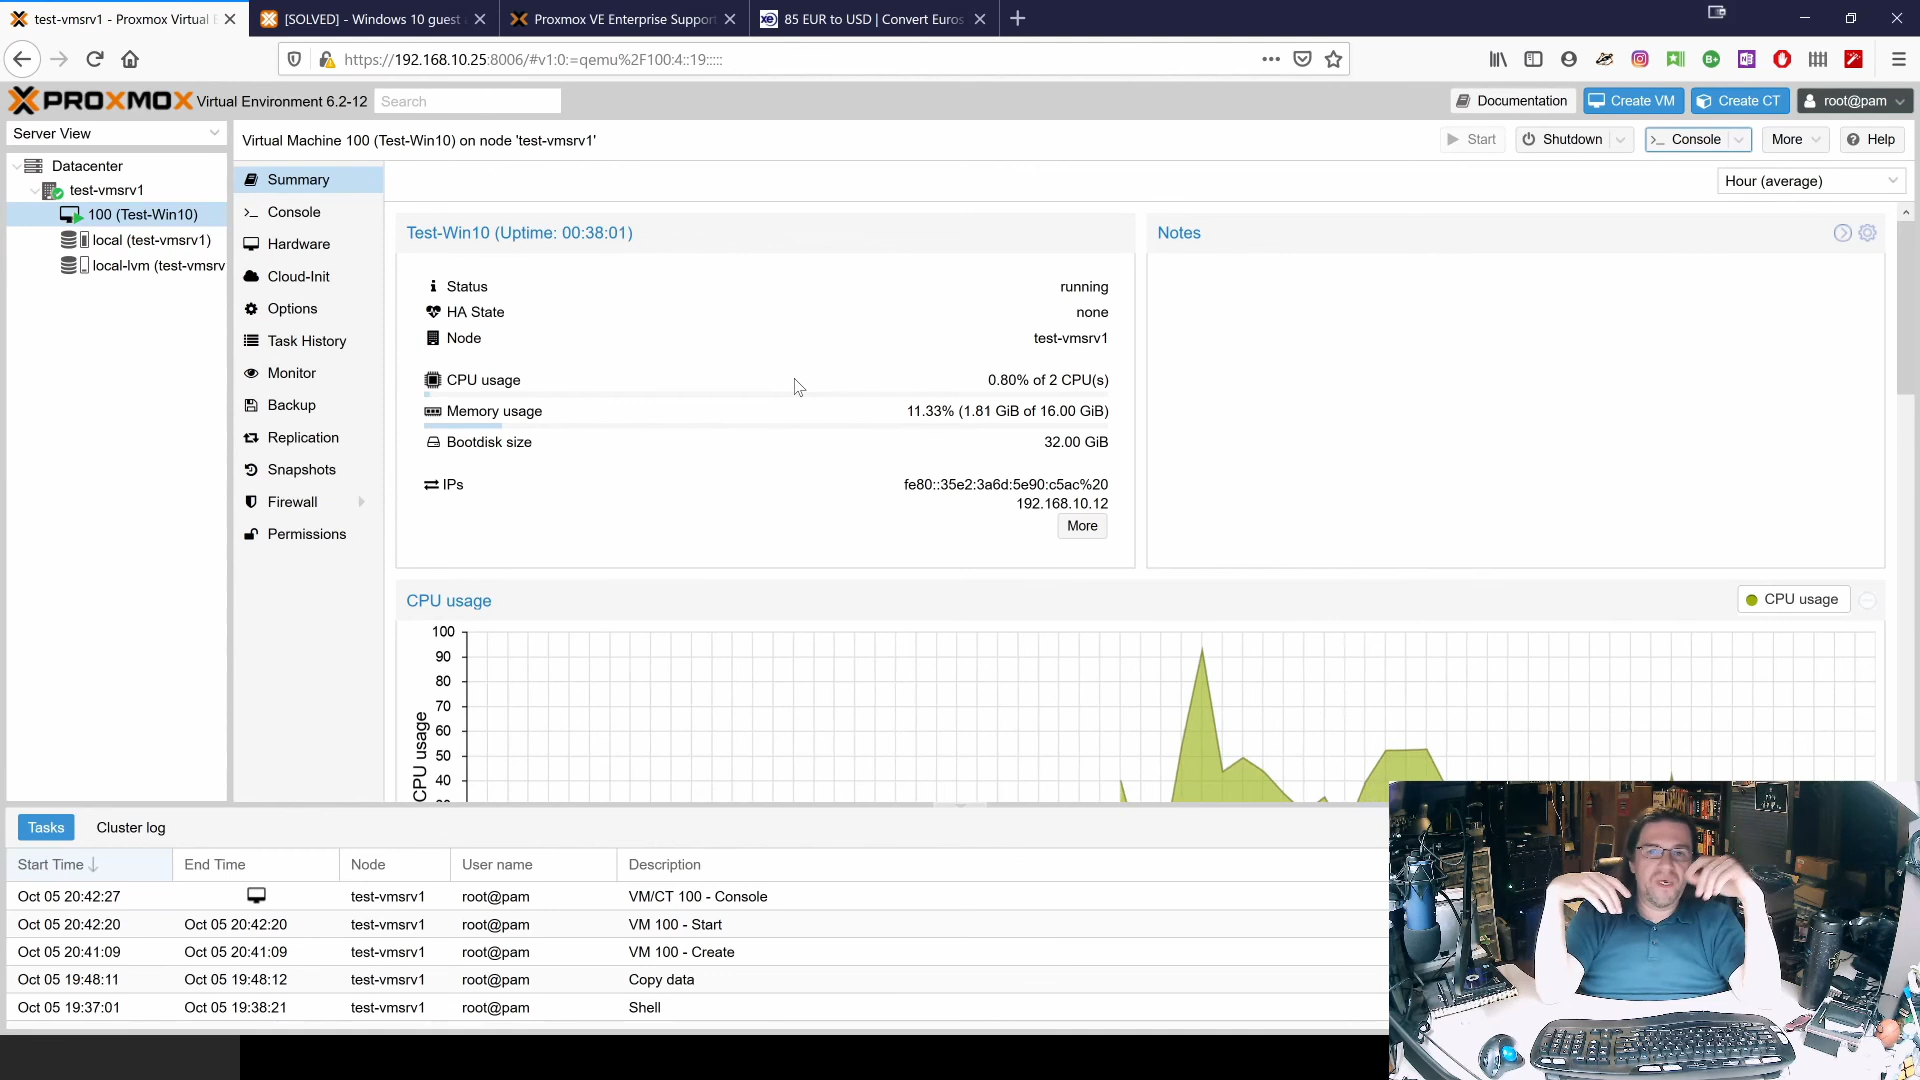 test-vmsrv1 - Proxmox Virtual E
[SOLVED] - Windows 10 guest
Proxmox VE Enterprise Support
85 EUR to USD | Convert Euros
https://192.168.10.25:8006/#v1:0:=qemu%2F100:4::19:::::
PROXMOX Virtual Environment 6.2-12
Search
Documentation
Create VM
Create CT
root@pam
Server View
Datacenter
test-vmsrv1
100 (Test-Win10)
local (test-vmsrv1)
local-lvm (test-vmsrv
Virtual Machine 100 (Test-Win10) on node 'test-vmsrv1'
Start
Shutdown
Console
More
Help
Summary
Console
Hardware
Cloud-Init
Options
Task History
Monitor
Backup
Replication
Snapshots
Firewall
Permissions
Hour (average)
Test-Win10 (Uptime: 00:38:01)
Status running
HA State none
Node test-vmsrv1
CPU usage 0.80% of 2 CPU(s)
Memory usage 11.33% (1.81 GiB of 16.00 GiB)
Bootdisk size 32.00 GiB
IPs fe80::35e2:3a6d:5e90:c5ac%20
192.168.10.12
More
Notes
CPU usage
CPU usage
100
90
80
70
60
50
40
CPU usage
Tasks Cluster log
Start Time End Time Node User name Description
Oct 05 20:42:27 test-vmsrv1 root@pam VM/CT 100 - Console
Oct 05 20:42:20 Oct 05 20:42:20 test-vmsrv1 root@pam VM 100 - Start
Oct 05 20:41:09 Oct 05 20:41:09 test-vmsrv1 root@pam VM 100 - Create
Oct 05 19:48:11 Oct 05 19:48:12 test-vmsrv1 root@pam Copy data
Oct 05 19:37:01 Oct 05 19:38:21 test-vmsrv1 root@pam Shell